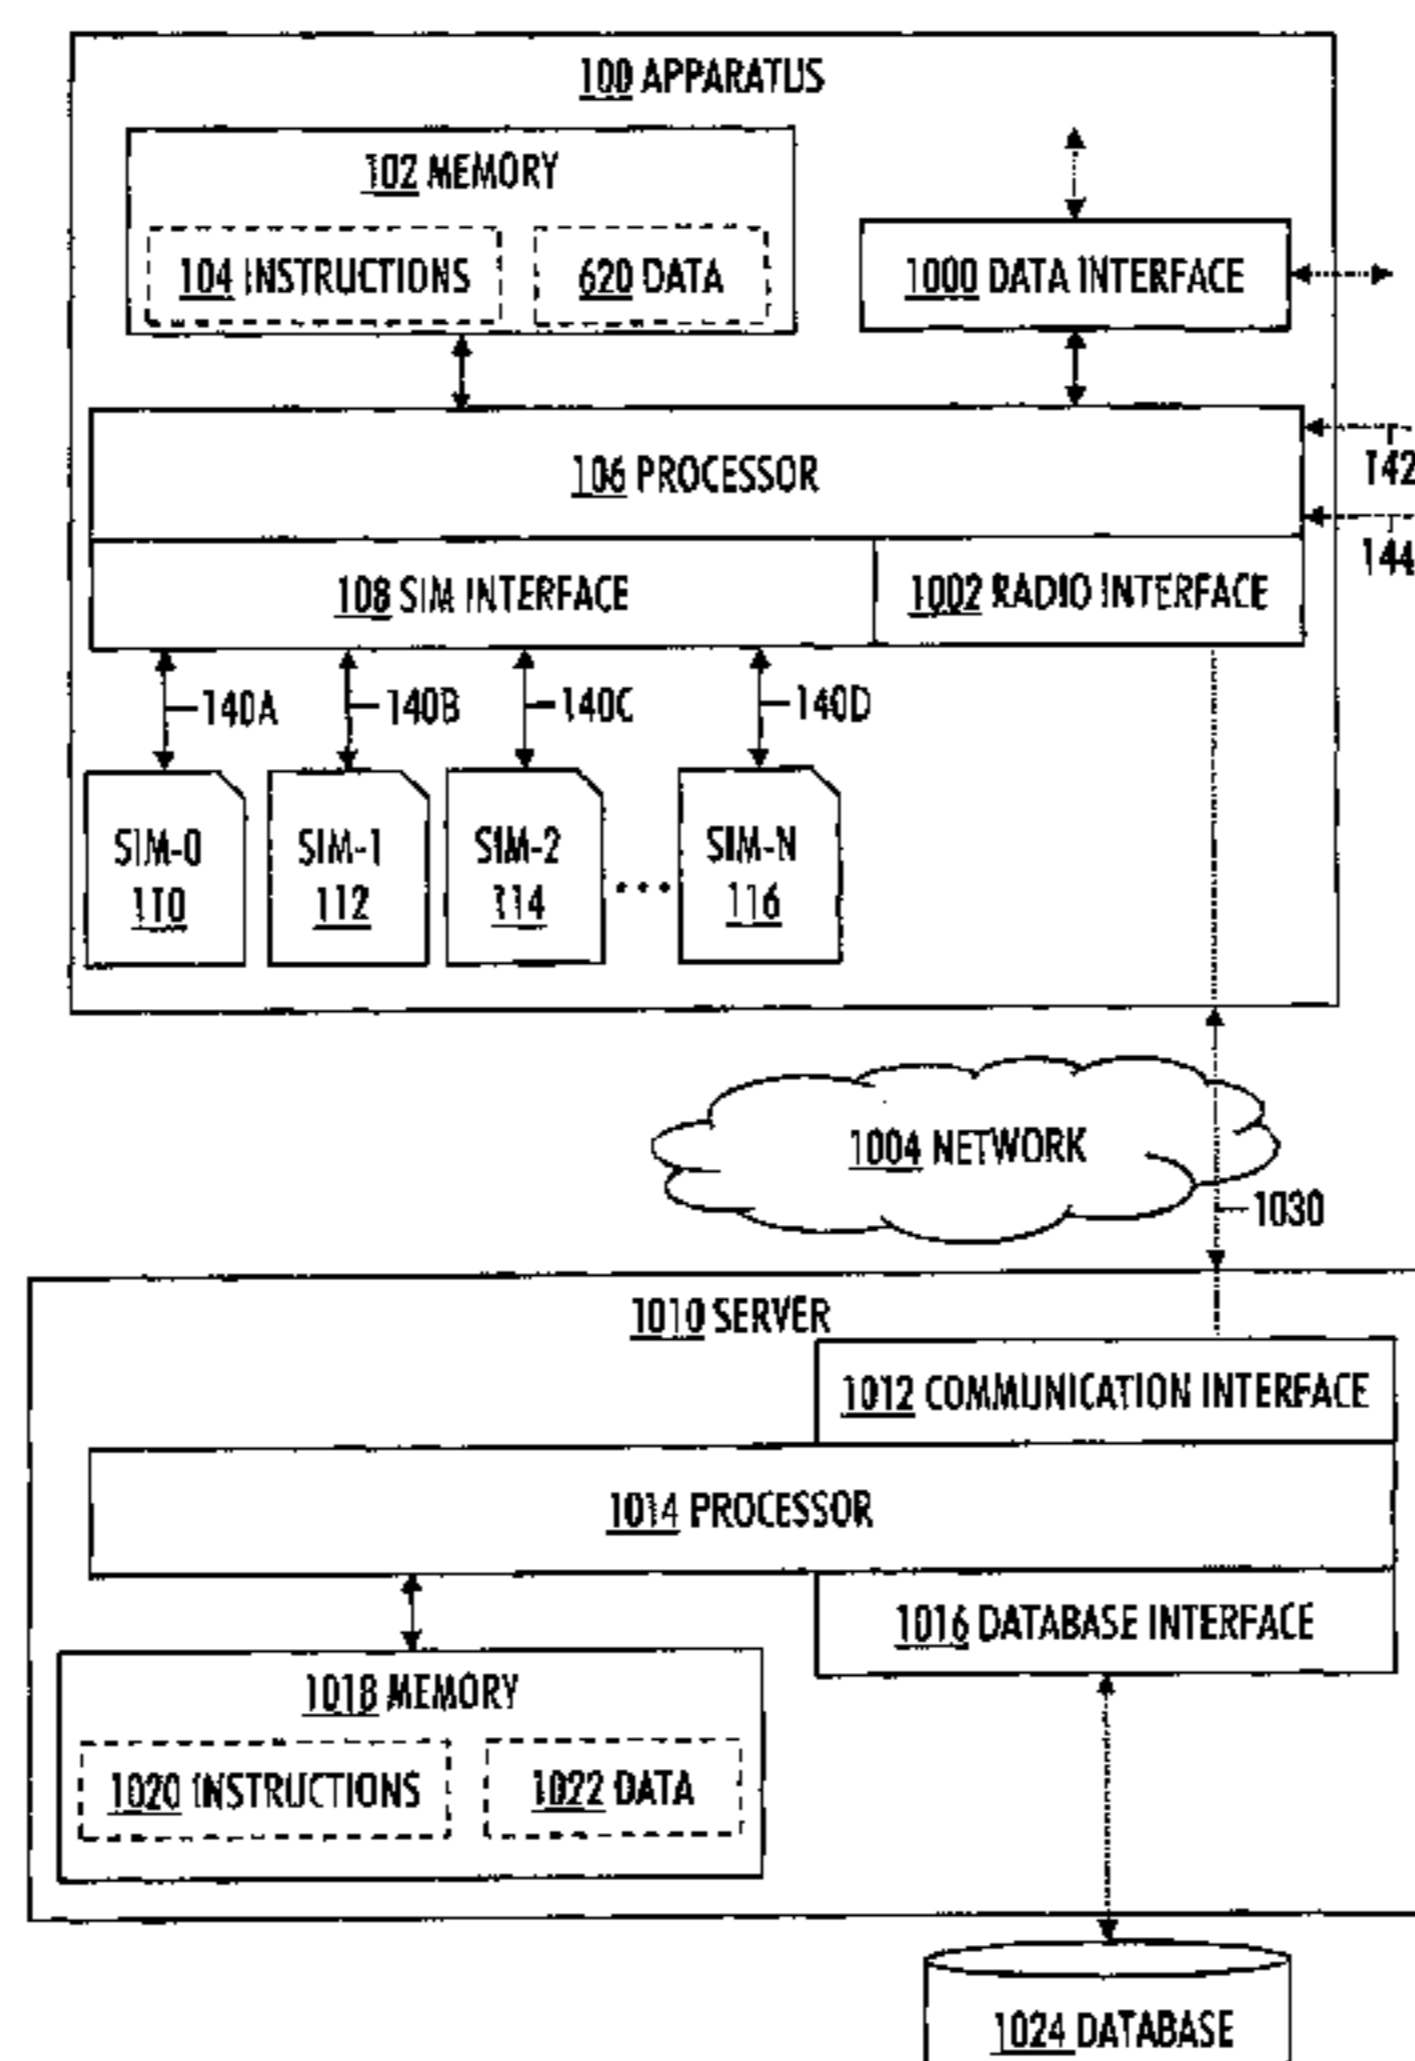 100 APPARATUS
102 MEMORY
104 INSTRUCTIONS
620 DATA
1000 DATA INTERFACE
106 PROCESSOR
142
144
108 SIM INTERFACE
1002 RADIO INTERFACE
140A
140B
140C
140D
SIM-0
110
SIM-1
112
SIM-2
114
...
SIM-N
116
1004 NETWORK
1030
1010 SERVER
1012 COMMUNICATION INTERFACE
1014 PROCESSOR
1016 DATABASE INTERFACE
1018 MEMORY
1020 INSTRUCTIONS
1022 DATA
1024 DATABASE